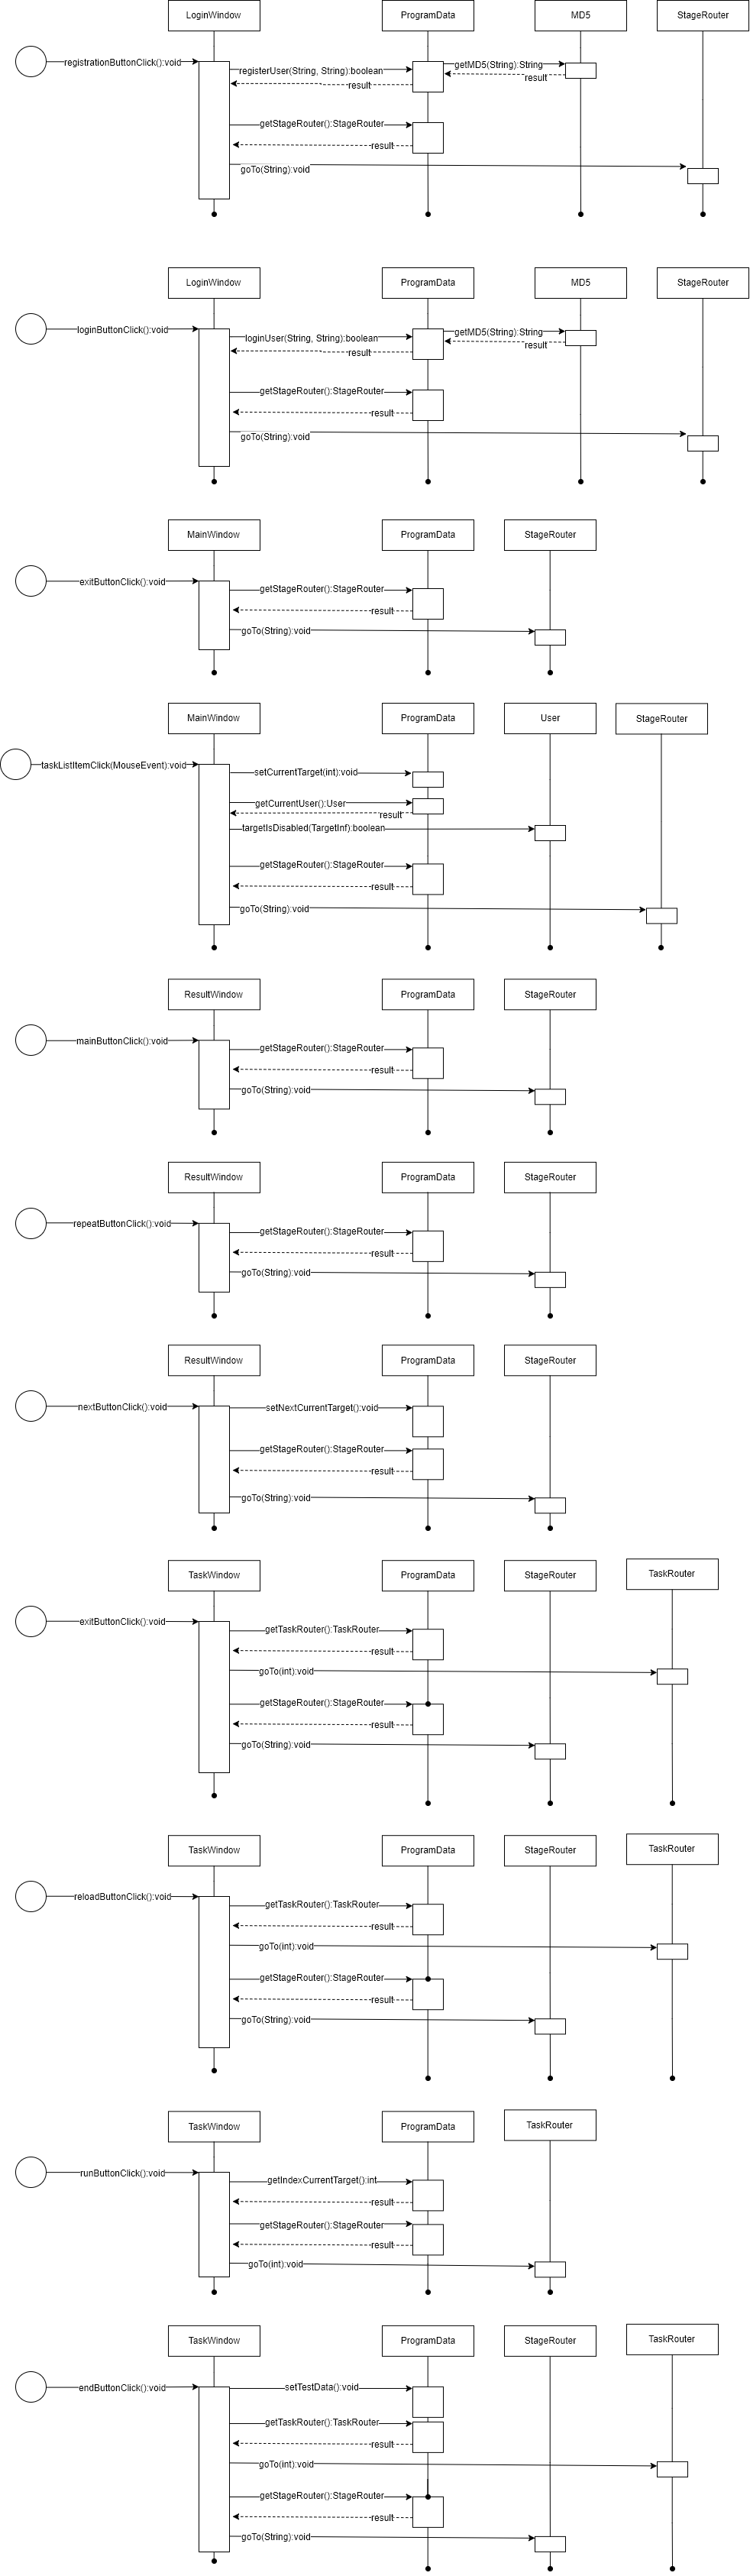 LoginWindow
ProgramData
MD5
StageRouter
registrationButtonClick():void
registerUser(String, String):boolean
getMD5(String):String
result
result
getStageRouter():StageRouter
result
goTo(String):void
LoginWindow
ProgramData
MD5
StageRouter
loginButtonClick():void
loginUser(String, String):boolean
getMD5(String):String
result
result
getStageRouter():StageRouter
result
goTo(String):void
MainWindow
ProgramData
StageRouter
exitButtonClick():void
getStageRouter():StageRouter
result
goTo(String):void
MainWindow
ProgramData
User
StageRouter
taskListItemClick(MouseEvent):void
setCurrentTarget(int):void
getCurrentUser():User
result
targetIsDisabled(TargetInf):boolean
getStageRouter():StageRouter
result
goTo(String):void
ResultWindow
ProgramData
StageRouter
mainButtonClick():void
getStageRouter():StageRouter
result
goTo(String):void
ResultWindow
ProgramData
StageRouter
repeatButtonClick():void
getStageRouter():StageRouter
result
goTo(String):void
ResultWindow
ProgramData
StageRouter
nextButtonClick():void
setNextCurrentTarget():void
getStageRouter():StageRouter
result
goTo(String):void
TaskWindow
ProgramData
StageRouter
TaskRouter
exitButtonClick():void
getTaskRouter():TaskRouter
result
goTo(int):void
getStageRouter():StageRouter
result
goTo(String):void
TaskWindow
ProgramData
StageRouter
TaskRouter
reloadButtonClick():void
getTaskRouter():TaskRouter
result
goTo(int):void
getStageRouter():StageRouter
result
goTo(String):void
TaskWindow
ProgramData
TaskRouter
runButtonClick():void
getIndexCurrentTarget():int
result
getStageRouter():StageRouter
result
goTo(int):void
TaskWindow
ProgramData
StageRouter
TaskRouter
endButtonClick():void
setTestData():void
getTaskRouter():TaskRouter
result
goTo(int):void
getStageRouter():StageRouter
result
goTo(String):void